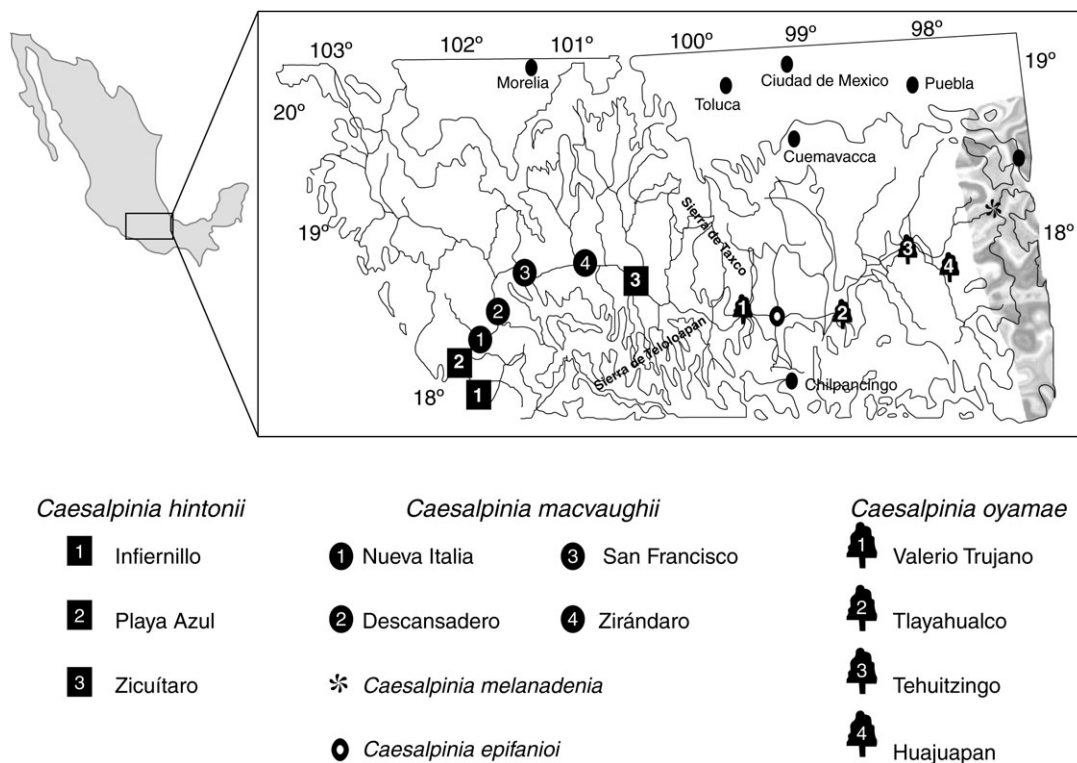 103º
102º
101º
100º
99º
98º
19º
20º
19º
18º
18º
Morelia
Toluca
Ciudad de Mexico
Puebla
Cuemavacca
Sierra de Taxco
Sierra de Teloloapán
Chilpancingo
1
2
3
4
3
2
1
1
2
3
4
Caesalpinia hintonii
1 Infiernillo
2 Playa Azul
3 Zicuítaro
Caesalpinia macvaughii
1 Nueva Italia
3 San Francisco
2 Descansadero
4 Zirándaro
Caesalpinia melanadenia
Caesalpinia epifanioi
Caesalpinia oyamae
1 Valerio Trujano
2 Tlayahualco
3 Tehuitzingo
4 Huajuapan